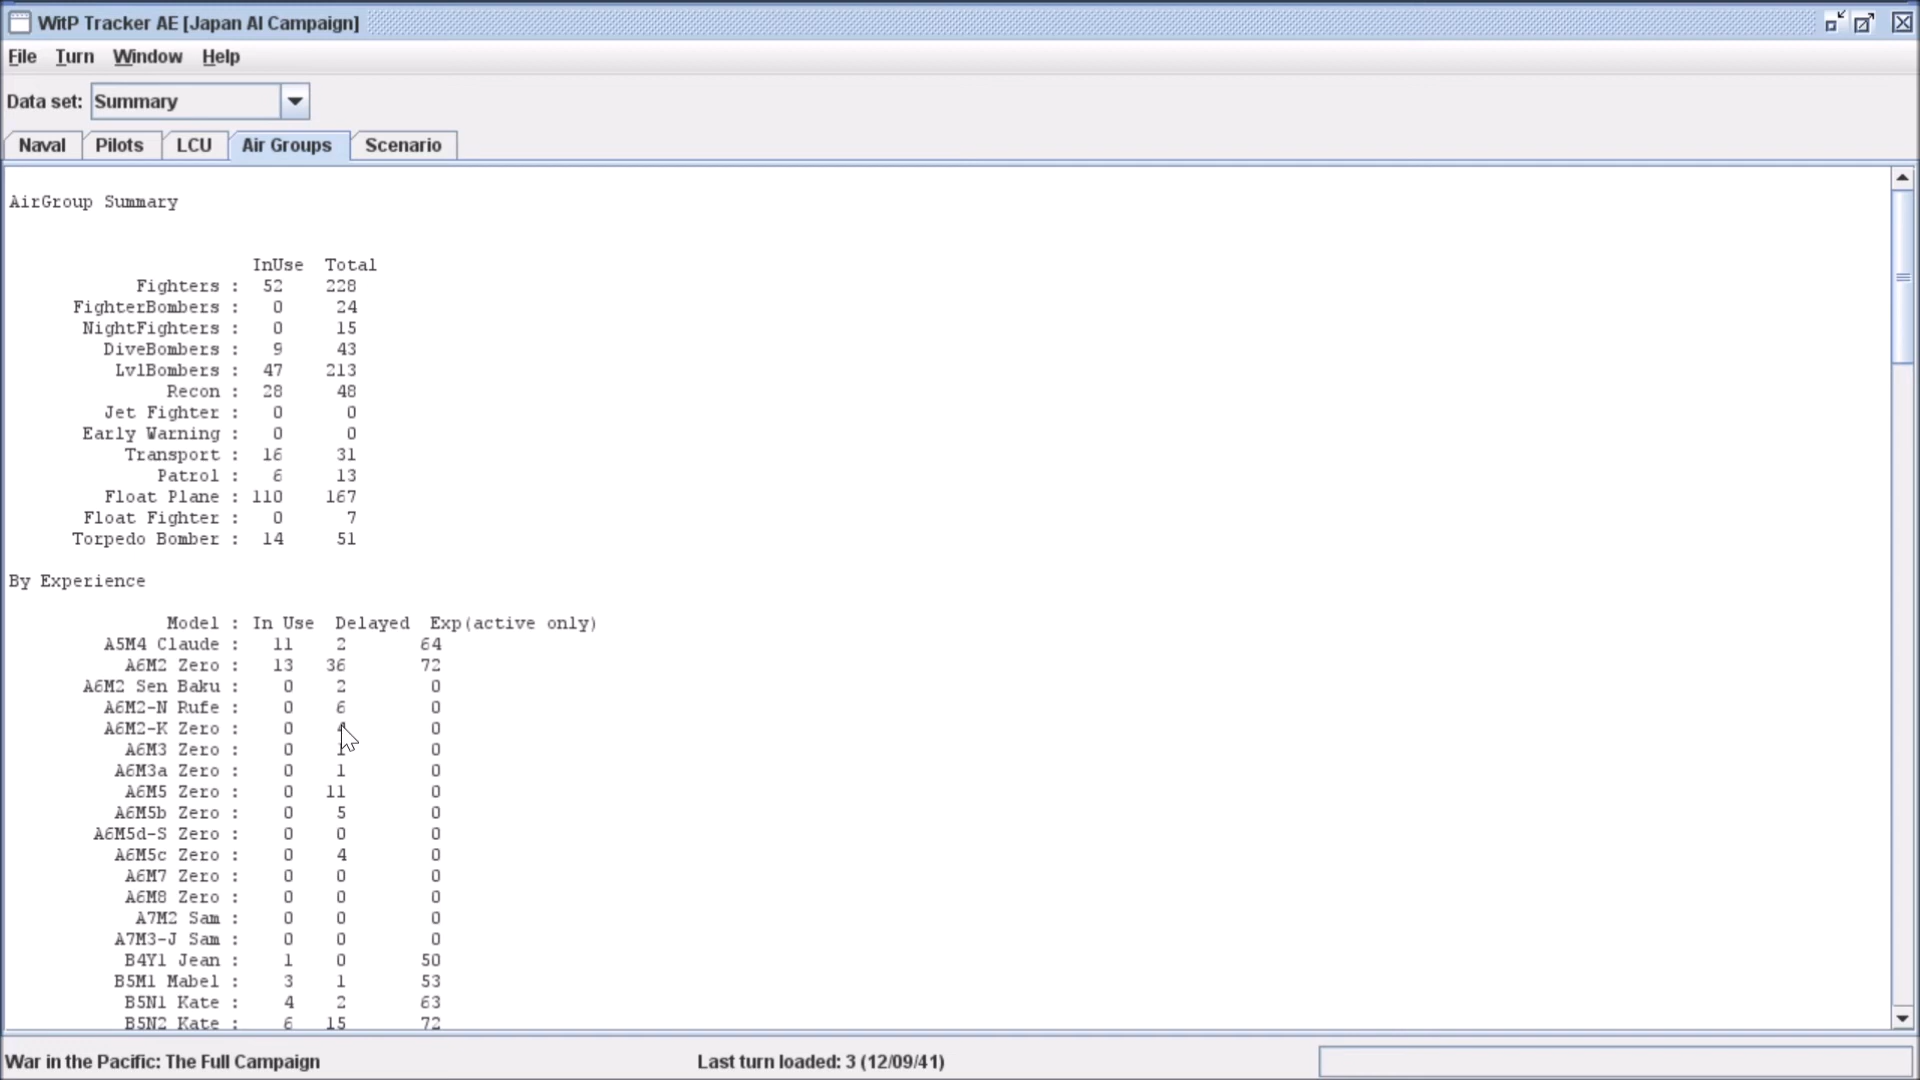 WitP Tracker AE [Japan AI Campaign]
File Turn Window Help
Data set: Summary
Naval Pilots LCU Air Groups Scenario
AirGroup Summary
InUse Total
Fighters : 52 228
FighterBombers : 0 24
NightFighters : 0 15
DiveBombers : 9 43
LvlBombers : 47 213
Recon : 28 48
Jet Fighter : 0 0
Early Warning : 0 0
Transport : 16 31
Patrol : 6 13
Float Plane : 110 167
Float Fighter : 0 7
Torpedo Bomber : 14 51
By Experience
Model : In Use Delayed Exp(active only)
A5M4 Claude : 11 2 64
A6M2 Zero : 13 36 72
A6M2 Sen Baku : 0 2 0
A6M2-N Rufe : 0 6 0
A6M2-K Zero : 0 0
A6M3 Zero : 0 0
A6M3a Zero : 0 1 0
A6M5 Zero : 0 11 0
A6M5b Zero : 0 5 0
A6M5d-S Zero : 0 0 0
A6M5c Zero : 0 4 0
A6M7 Zero : 0 0 0
A6M8 Zero : 0 0 0
A7M2 Sam : 0 0 0
A7M3-J Sam : 0 0 0
B4Y1 Jean : 1 0 50
B5M1 Mabel : 3 1 53
B5N1 Kate : 4 2 63
B5N2 Kate : 6 15 72
War in the Pacific: The Full Campaign Last turn loaded: 3 (12/09/41)